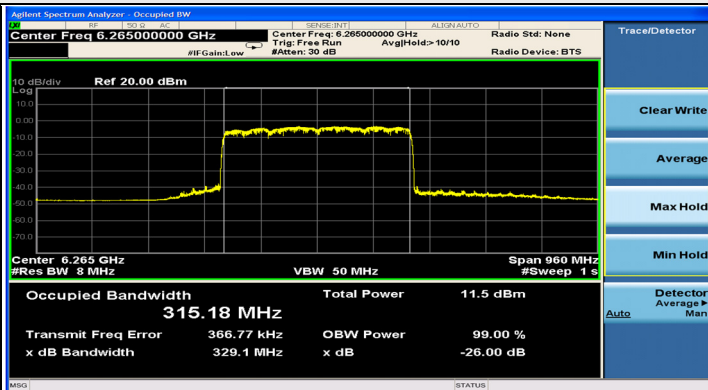 Agilent Spectrum Analyzer - Occupied BW
LXI RF 50 Ω AC SENSE:INT ALIGN AUTO
Center Freq 6.265000000 GHz
Center Freq: 6.265000000 GHz
Radio Std: None
Trig: Free Run Avg|Hold:>10/10
#IFGain:Low #Atten: 30 dB Radio Device: BTS
10 dB/div Ref 20.00 dBm
Log
10.0
0.00
-10.0
-20.0
-30.0
-40.0
-50.0
-60.0
-70.0
Center 6.265 GHz Span 960 MHz
#Res BW 8 MHz VBW 50 MHz #Sweep 1 s
Occupied Bandwidth Total Power 11.5 dBm
315.18 MHz
Transmit Freq Error 366.77 kHz OBW Power 99.00 %
x dB Bandwidth 329.1 MHz x dB -26.00 dB
MSG STATUS
Trace/Detector
Clear Write
Average
Max Hold
Min Hold
Detector
Average
Auto Man